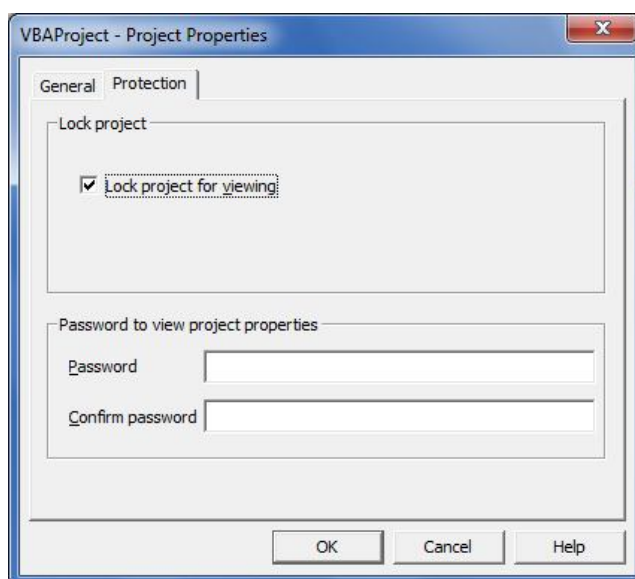 VBAProject - Project Properties
General Protection
Lock project
Lock project for viewing
Password to view project properties
Password
Confirm password
OK Cancel Help